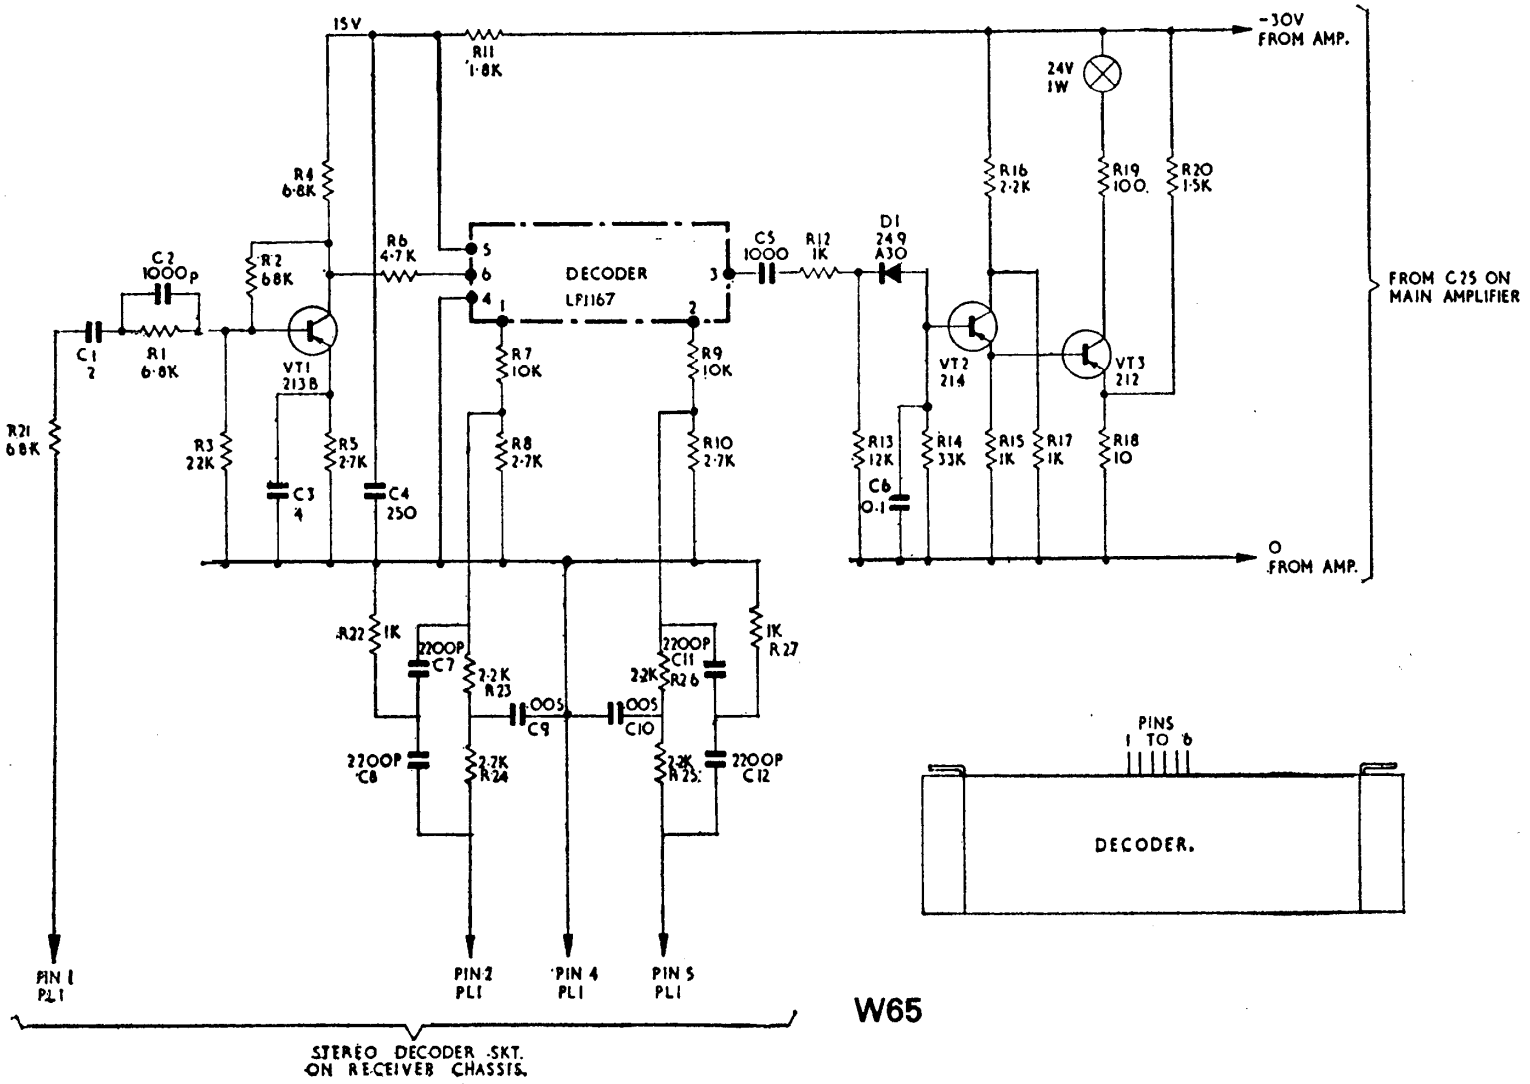 15V
-30V
FROM AMP.
R11
1.8K
24V
1W
R4
6.8K
R16
2.2K
R19
100
R20
1.5K
C2
1000p
R2
68K
R6
4.7K
5
6
4
DECODER
LP1167
1
2
3
C5
1000
R12
1K
D1
249
A30
FROM C25 ON
MAIN AMPLIFIER
C1
2
R1
6.8K
VT1
213B
R7
10K
R9
10K
VT2
214
VT3
212
R21
68K
R3
22K
R5
2.7K
R8
2.7K
R10
2.7K
R13
12K
R14
33K
R15
1K
R17
1K
R18
10
C3
4
C4
250
C6
0.1
0
FROM AMP.
R22
1K
2200P
C7
2.2K
R23
.005
C9
.005
C10
2200P
C11
2.2K
R26
1K
R27
2200P
C8
2.2K
R24
2.2K
R25
2200P
C12
PINS
1 TO 6
DECODER.
PIN 1
PL1
PIN 2
PL1
PIN 4
PL1
PIN 5
PL1
W65
STEREO DECODER SKT.
ON RECEIVER CHASSIS.